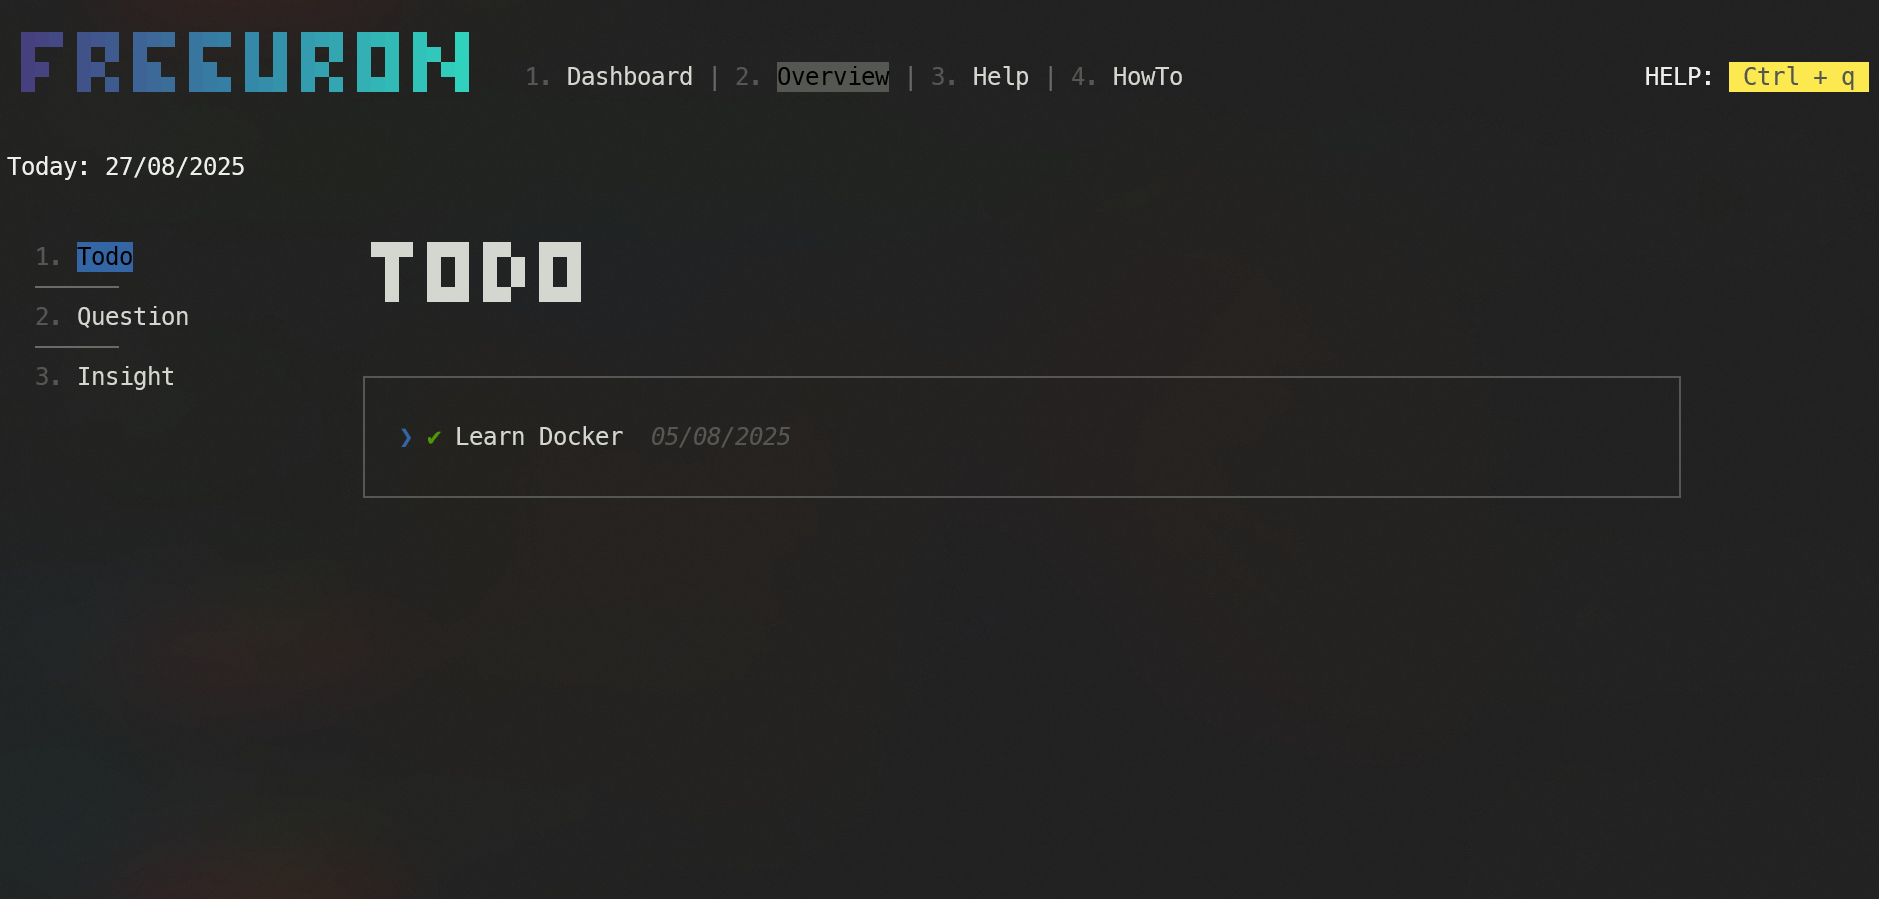 FREEURON
1. Dashboard | 2. Overview | 3. Help | 4. HowTo
HELP: Ctrl + q
Today: 27/08/2025
1. Todo
2. Question
3. Insight
TODO
❯ ✔ Learn Docker 05/08/2025